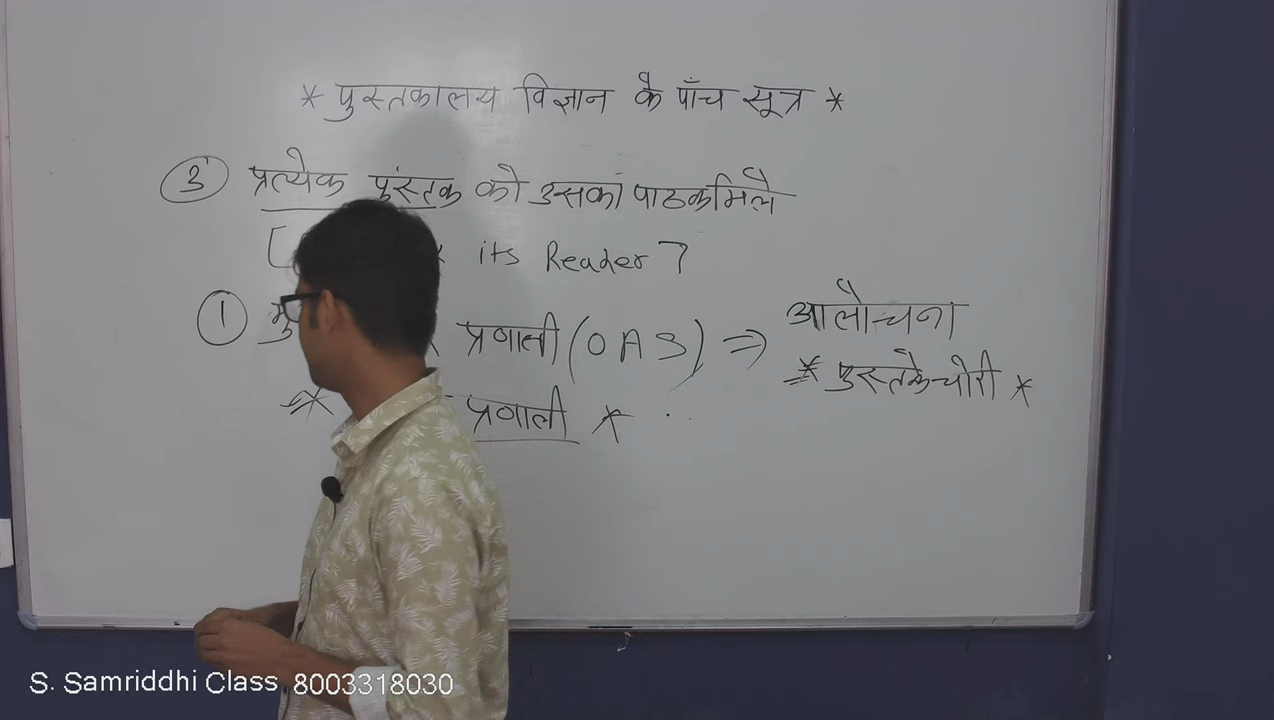 * पुस्तकालय विज्ञान के पाँच सूत्र *
3 प्रत्येक पुस्तक को उसका पाठक मिले
its Reader ]
1 मु प्रणाली (OAS) => आलोचना
* पुस्तके चोरी *
* प्रणाली *
S. Samriddhi Class 8003318030